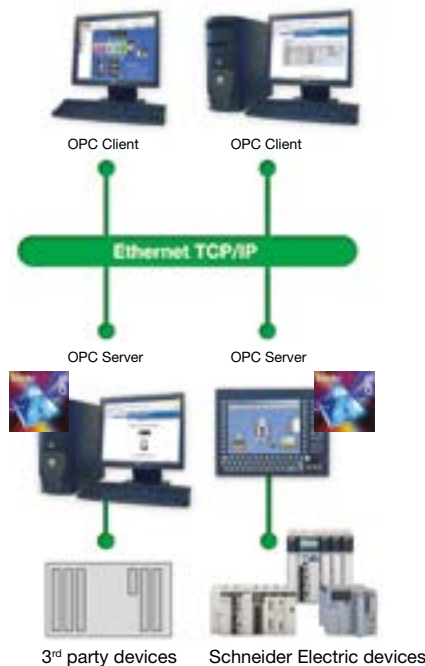 OPC Client OPC Client
Ethernet TCP/IP
OPC Server OPC Server
3rd party devices Schneider Electric devices